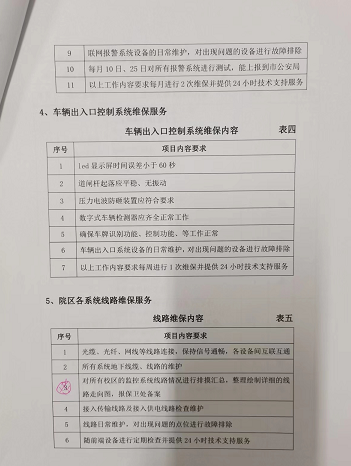 9 联网报警系统设备的日常维护，对出现问题的设备进行故障排除
10 每月10日、25日对所有报警系统进行测试，能上报到市公安局
11 以上工作内容要求每月进行2次维保并提供24小时技术支持服务
4、车辆出入口控制系统维保服务
车辆出入口控制系统维保内容 表四
序号 项目内容要求
1 led显示屏时间误差小于60秒
2 道闸杆起落应平稳、无振动
3 压力电波防砸装置应符合要求
4 数字式车辆检测器应齐全正常工作
5 确保车牌识别功能、控制功能、等工作正常
6 车辆出入口系统设备的日常维护，对出现问题的设备进行故障排除
7 以上工作内容要求每周进行1次维保并提供24小时技术支持服务
5、院区各系统线路维保服务
线路维保内容 表五
序号 项目内容要求
1 光缆、光纤、网线等线路连接，保持信号通畅，各设备间互联互通
2 所有系统地下线缆、线路的维护
3 对所有校区的监控系统线路情况进行排摸汇总，整理绘制详细的线
路走向图，报保卫处备案
4 接入传输线路及接入供电线路检查维护
5 线路日常维护，对出现问题的点位进行故障排除
6 随前端设备进行定期检查并提供24小时技术支持服务